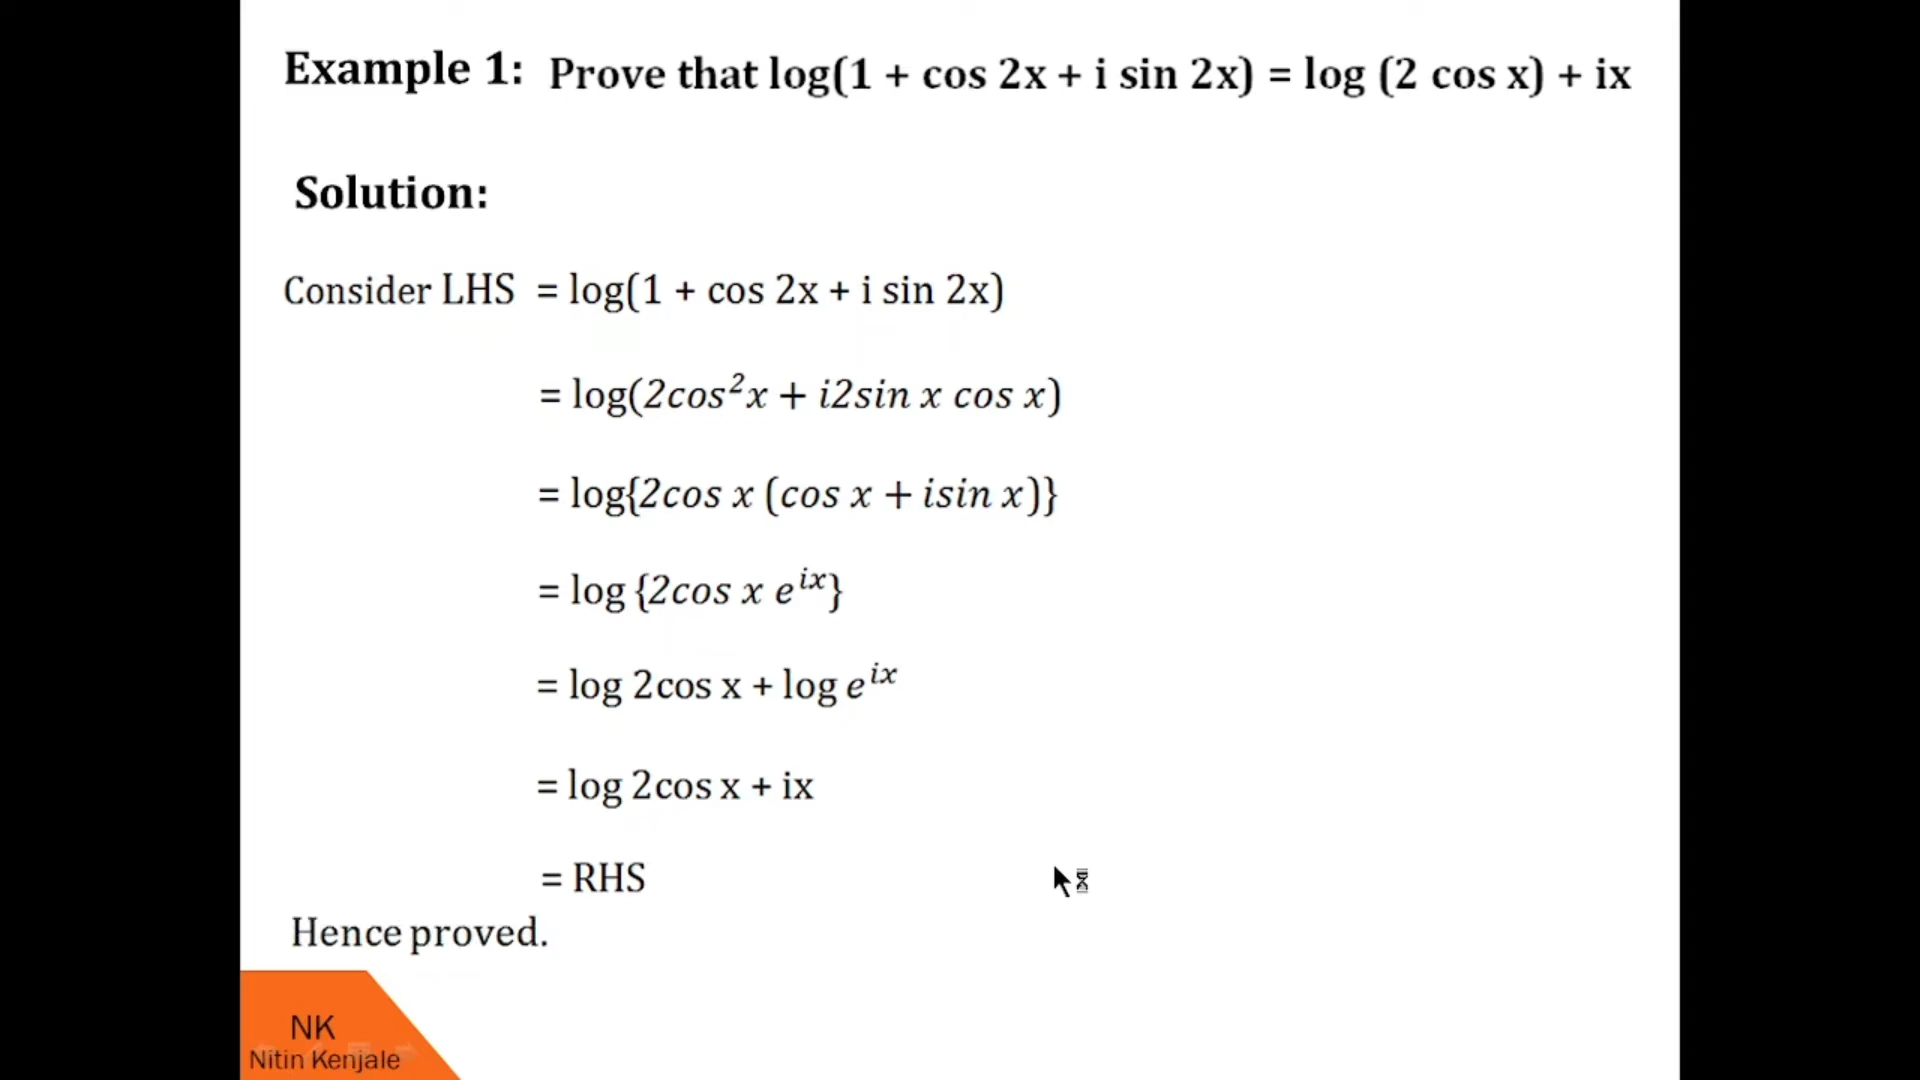 Example 1: Prove that log(1 + cos 2x + i sin 2x) = log (2 cos x) + ix
Solution:
Consider LHS = log(1 + cos 2x + i sin 2x)
= log(2cos²x + i2sin x cos x)
= log{2cos x (cos x + isin x)}
= log {2cos x e^{ix}}
= log 2cos x + log e^{ix}
= log 2cos x + ix
= RHS
Hence proved.
NK
Nitin Kenjale